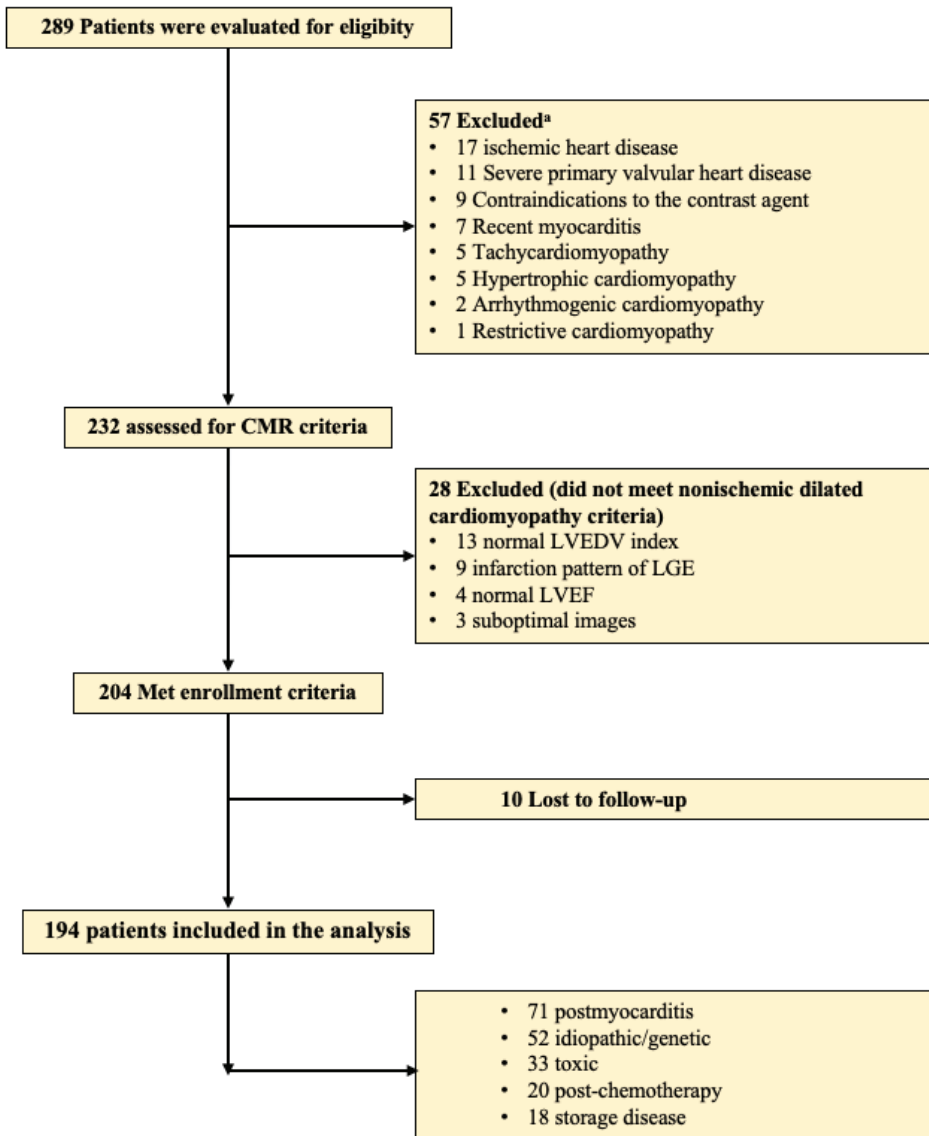 289 Patients were evaluated for eligibity
57 Excludedª
• 17 ischemic heart disease
• 11 Severe primary valvular heart disease
• 9 Contraindications to the contrast agent
• 7 Recent myocarditis
• 5 Tachycardiomyopathy
• 5 Hypertrophic cardiomyopathy
• 2 Arrhythmogenic cardiomyopathy
• 1 Restrictive cardiomyopathy
232 assessed for CMR criteria
28 Excluded (did not meet nonischemic dilated
cardiomyopathy criteria)
• 13 normal LVEDV index
• 9 infarction pattern of LGE
• 4 normal LVEF
• 3 suboptimal images
204 Met enrollment criteria
10 Lost to follow-up
194 patients included in the analysis
• 71 postmyocarditis
• 52 idiopathic/genetic
• 33 toxic
• 20 post-chemotherapy
• 18 storage disease